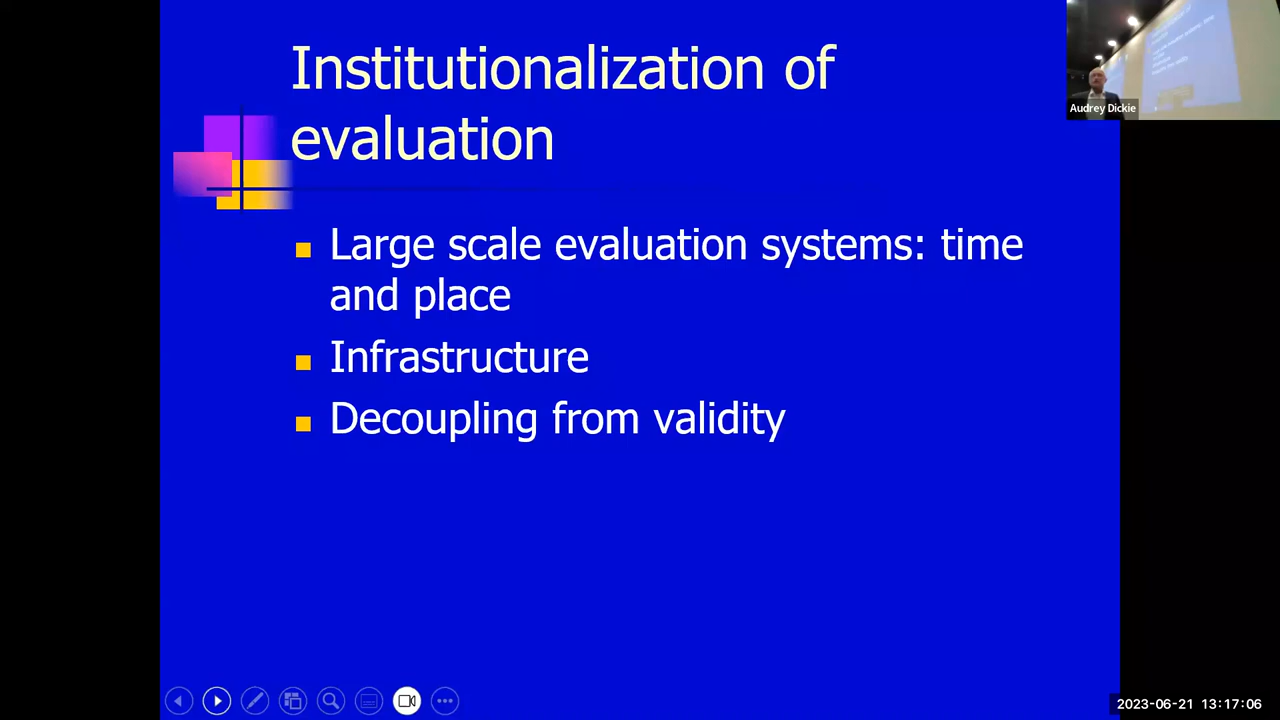 Institutionalization of
evaluation
Large scale evaluation systems: time
and place
Infrastructure
Decoupling from validity
Audrey Dickie
2023-06-21 13:17:06